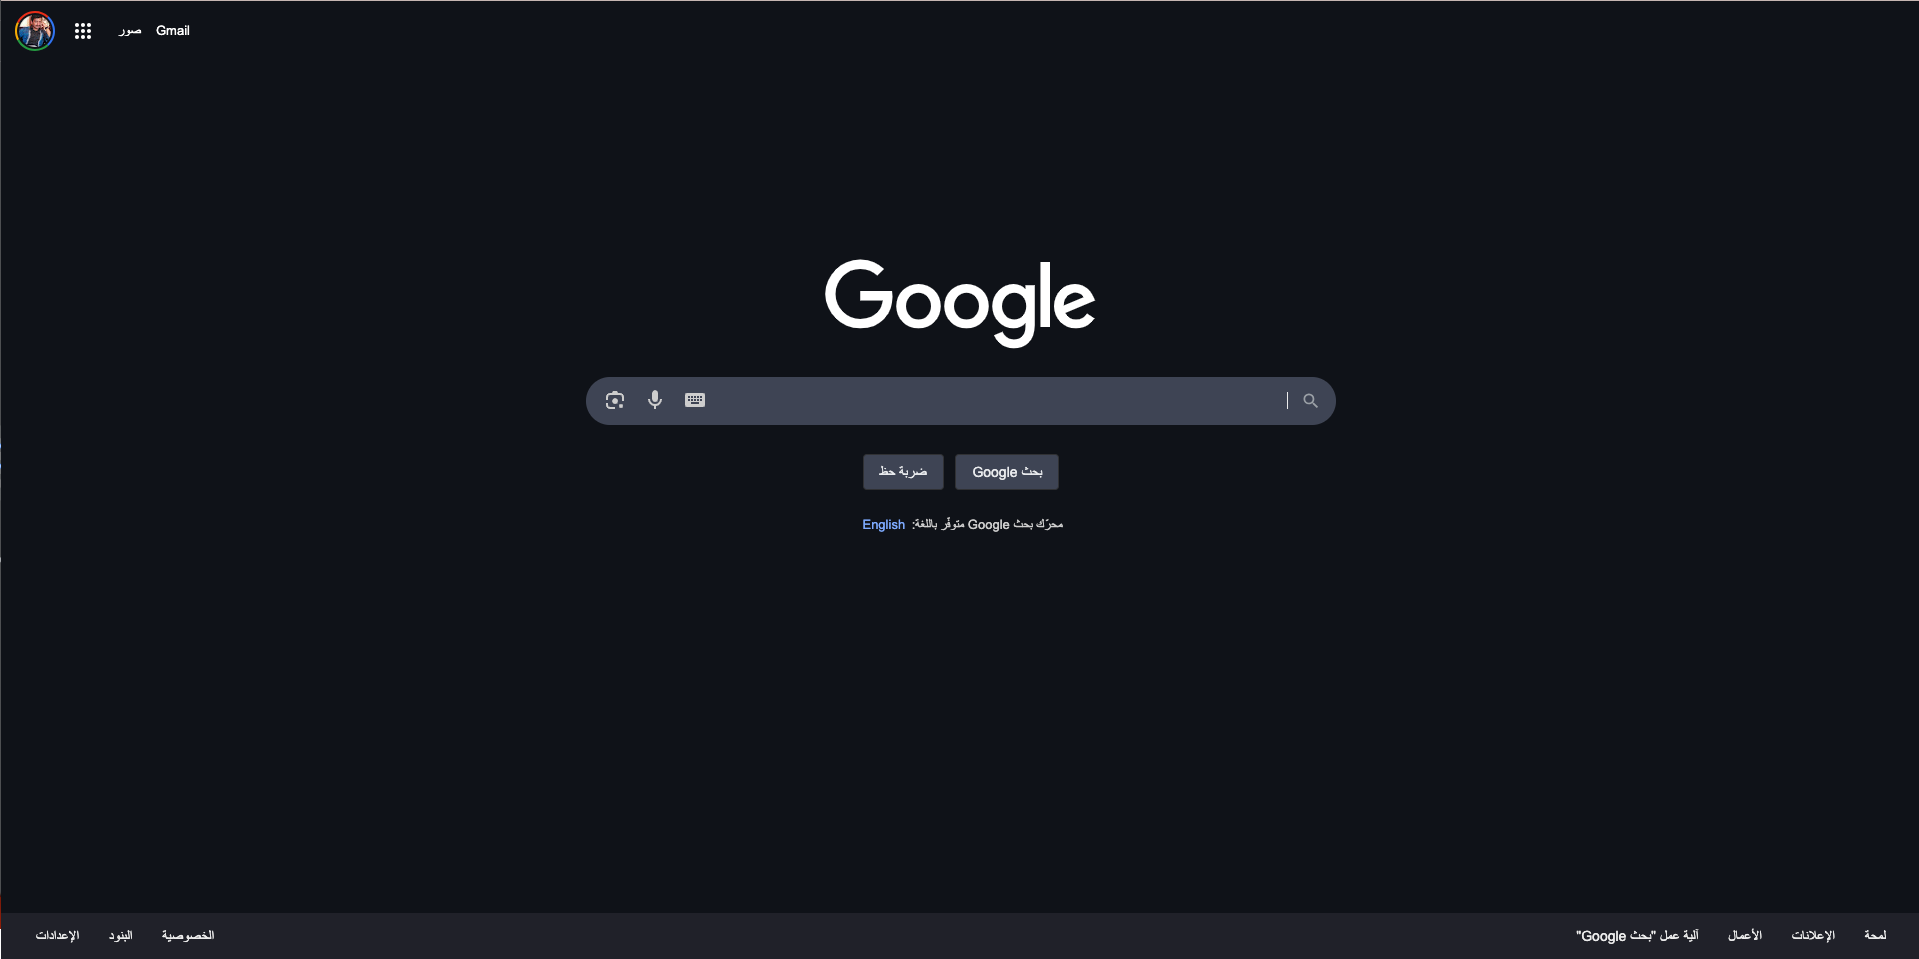 Gmail صور
Google
بحث Google ضربة حظ
محرّك بحث Google متوفّر باللغة: English
لمحة الإعلانات الأعمال آلية عمل "بحث Google" الخصوصية البنود الإعدادات